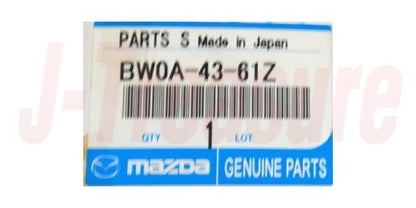 PARTS S Made in Japan
BW0A-43-61Z
QTY 1 LOT
mazda GENUINE PARTS
J-Treasure